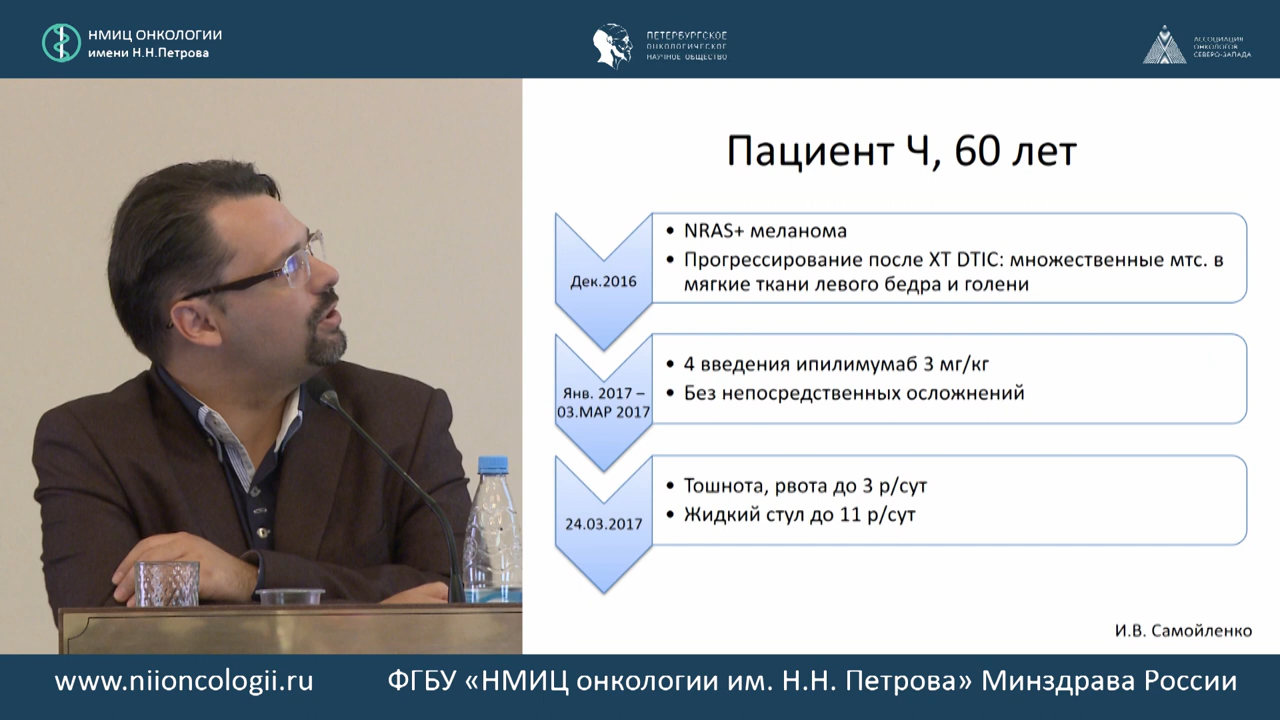 НМИЦ ОНКОЛОГИИ
имени Н.Н.Петрова
ПЕТЕРБУРГСКОЕ
ОНКОЛОГИЧЕСКОЕ
НАУЧНОЕ ОБЩЕСТВО
АССОЦИАЦИЯ
ОНКОЛОГОВ
СЕВЕРО-ЗАПАДА
Пациент Ч, 60 лет
Дек.2016
• NRAS+ меланома
• Прогрессирование после ХТ DTIC: множественные мтс. в
мягкие ткани левого бедра и голени
Янв. 2017 –
03.МАР 2017
• 4 введения ипилимумаб 3 мг/кг
• Без непосредственных осложнений
24.03.2017
• Тошнота, рвота до 3 р/сут
• Жидкий стул до 11 р/сут
И.В. Самойленко
www.niioncologii.ru
ФГБУ «НМИЦ онкологии им. Н.Н. Петрова» Минздрава России